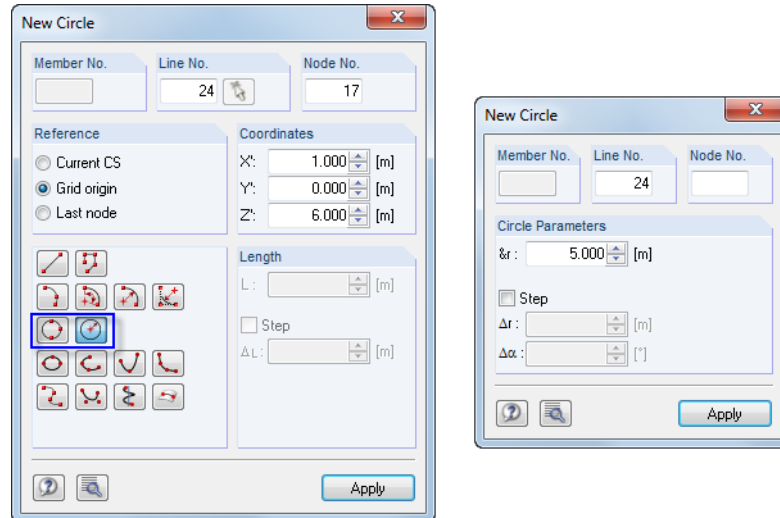 New Circle
Member No. Line No. Node No.
24 17
Reference
Current CS
Grid origin
Last node
Coordinates
X': 1.000 [m]
Y': 0.000 [m]
Z': 6.000 [m]
Length
L : [m]
Step
ΔL : [m]
Apply
New Circle
Member No. Line No. Node No.
24
Circle Parameters
&r : 5.000 [m]
Step
Δr : [m]
Δα : [°]
Apply